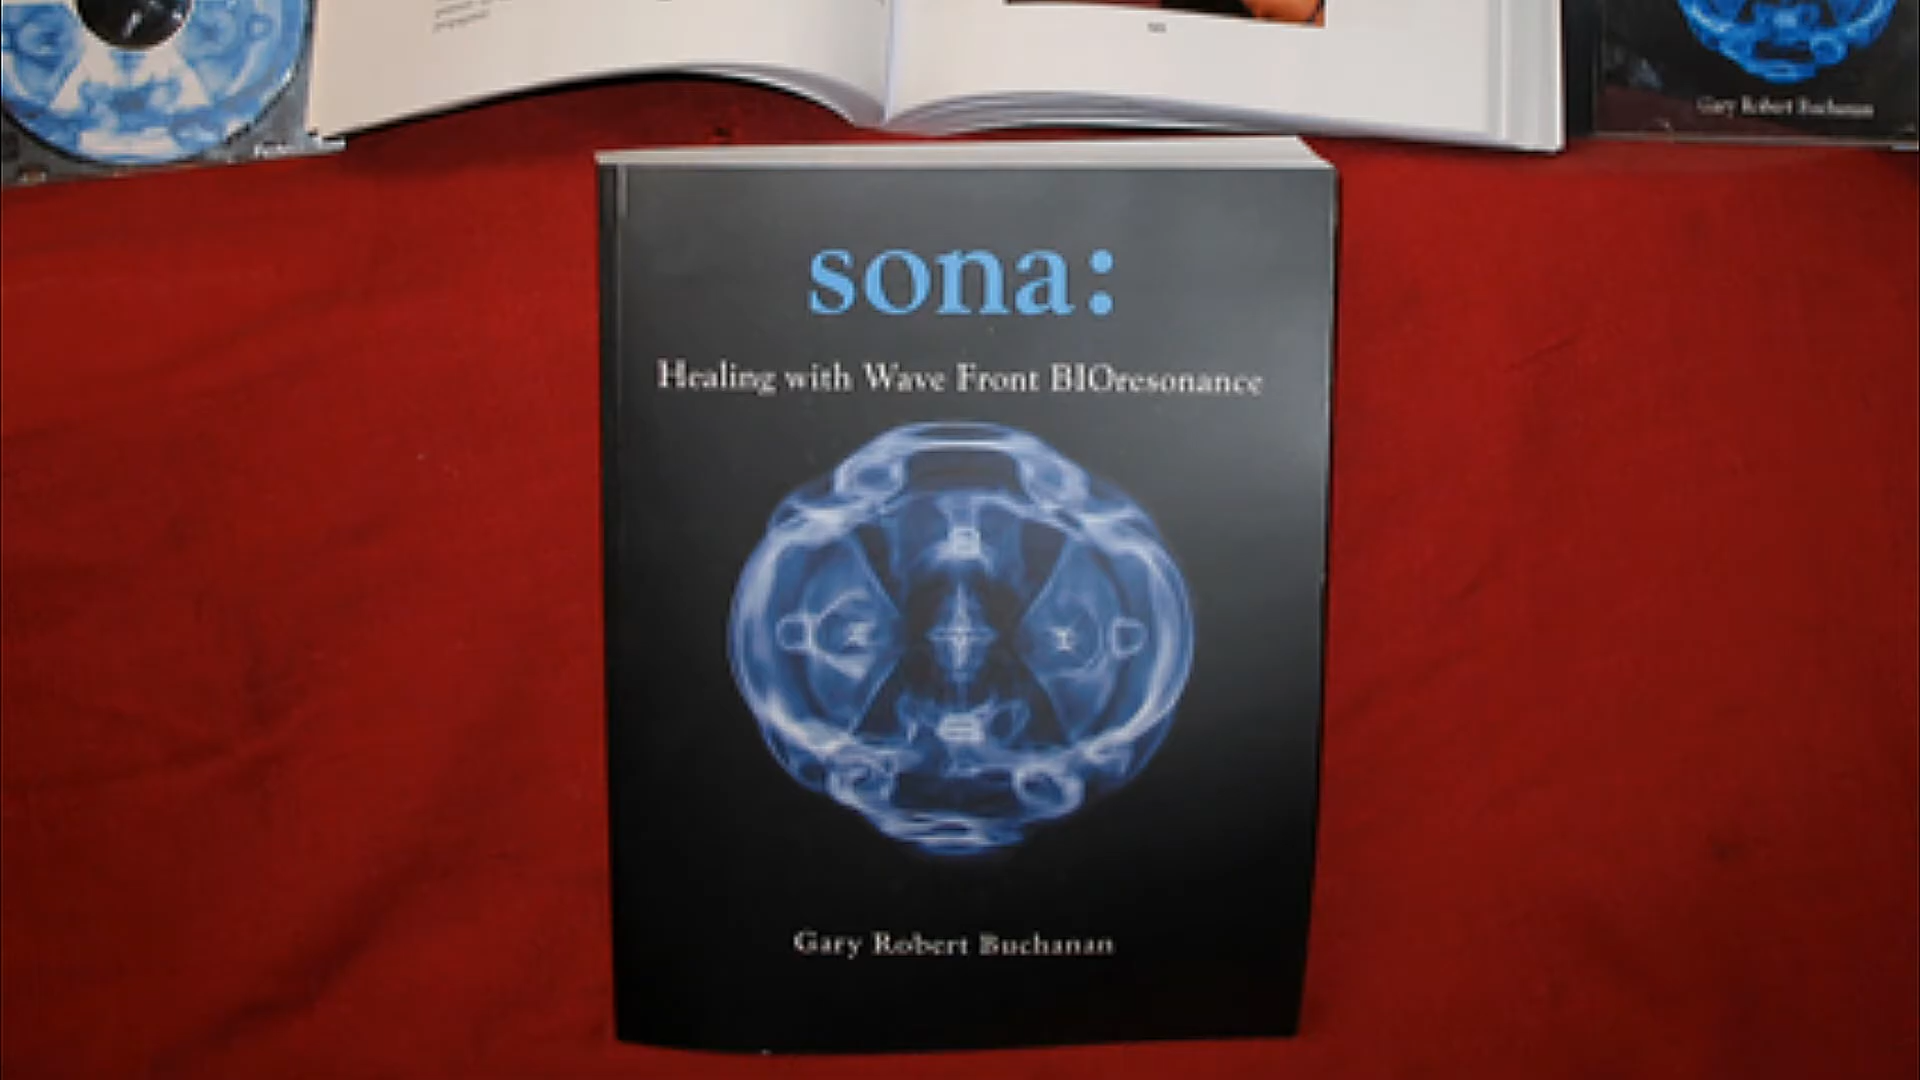 Gary Robert Buchanan
sona:
Healing with Wave Front BIOresonance
Gary Robert Buchanan